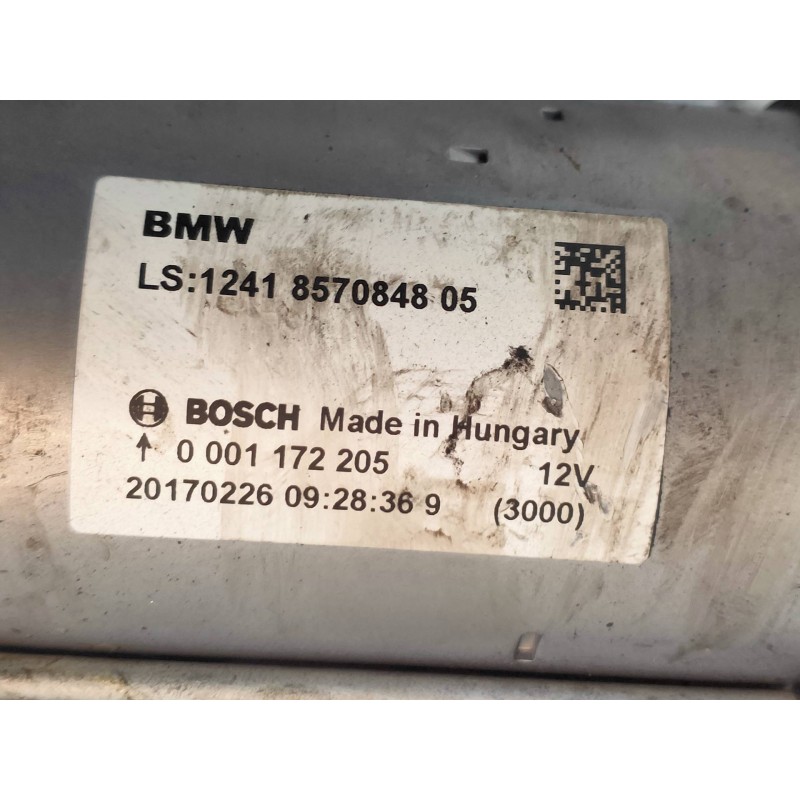 BMW
LS:1241 8570848 05
BOSCH Made in Hungary
↑ 0 001 172 205 12V
20170226 09:28:36 9 (3000)